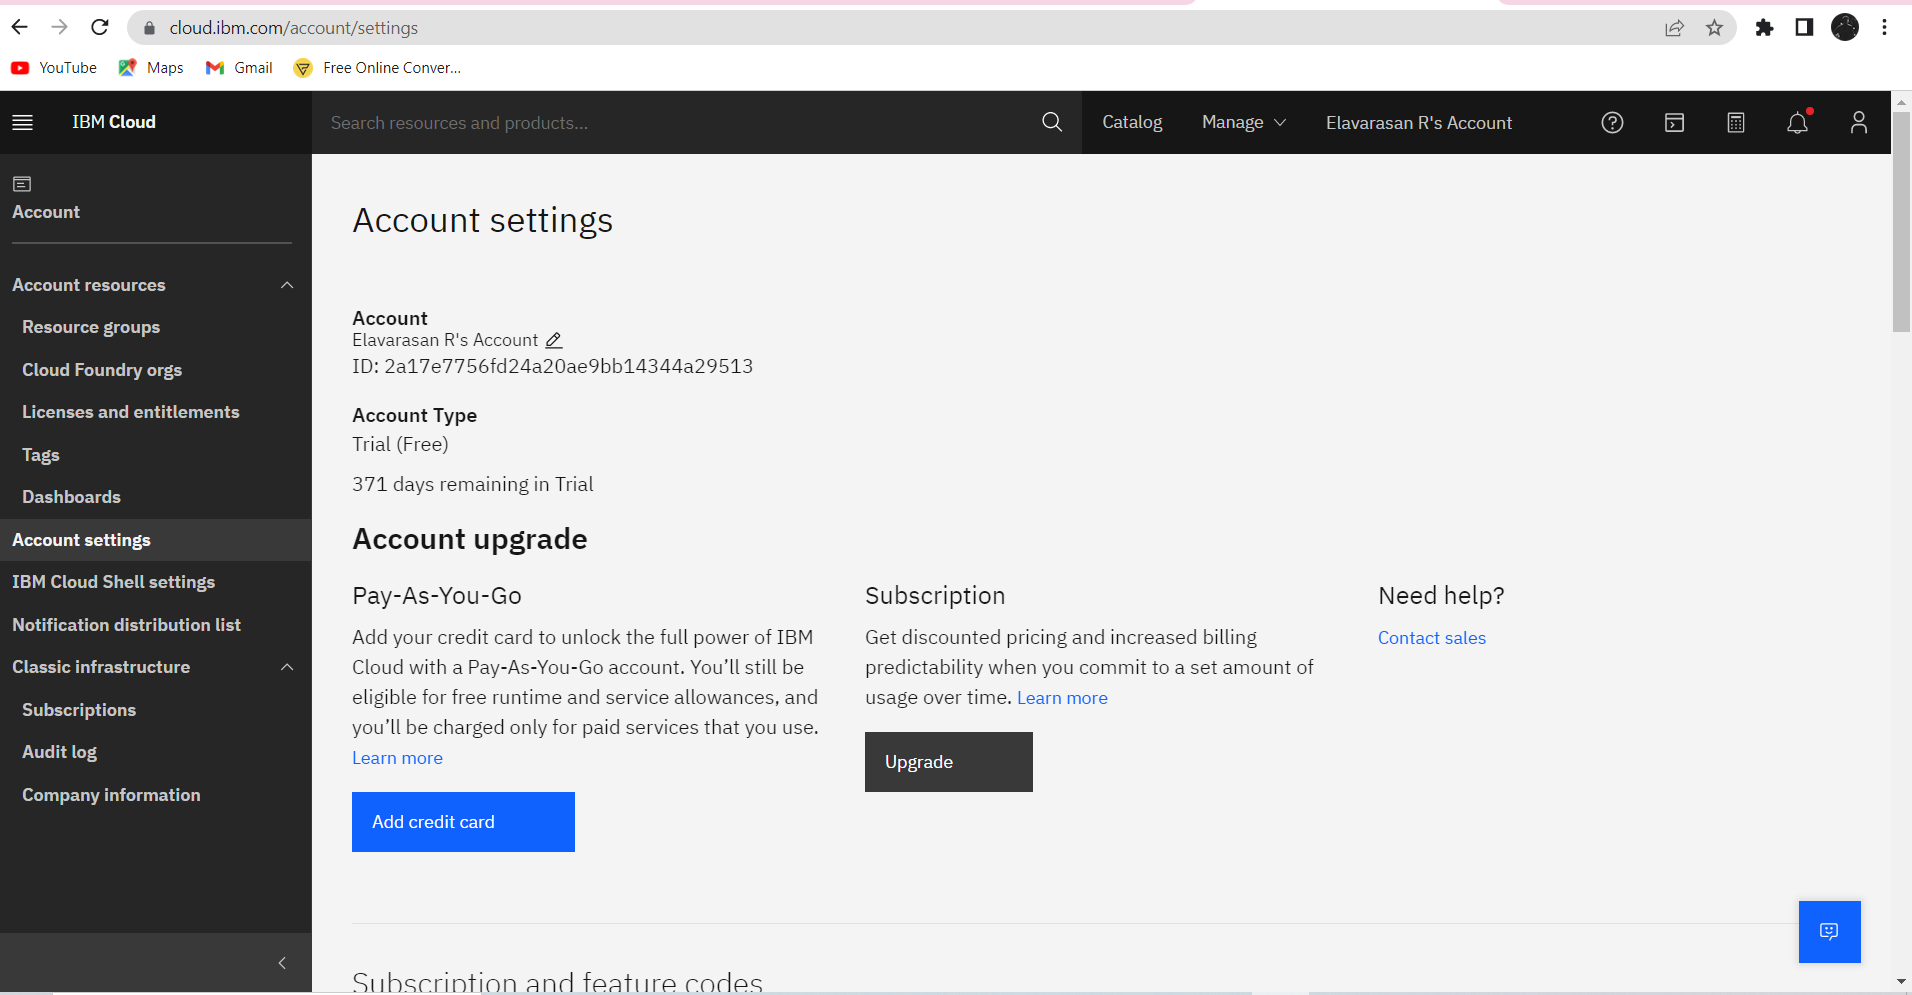 cloud.ibm.com/account/settings
YouTube
Maps
Gmail
Free Online Conver...
IBM Cloud
Search resources and products...
Catalog
Manage
Elavarasan R's Account
Account
Account resources
Resource groups
Cloud Foundry orgs
Licenses and entitlements
Tags
Dashboards
Account settings
IBM Cloud Shell settings
Notification distribution list
Classic infrastructure
Subscriptions
Audit log
Company information
Account settings
Account
Elavarasan R's Account
ID: 2a17e7756fd24a20ae9bb14344a29513
Account Type
Trial (Free)
371 days remaining in Trial
Account upgrade
Pay-As-You-Go
Add your credit card to unlock the full power of IBM
Cloud with a Pay-As-You-Go account. You’ll still be
eligible for free runtime and service allowances, and
you’ll be charged only for paid services that you use.
Learn more
Add credit card
Subscription
Get discounted pricing and increased billing
predictability when you commit to a set amount of
usage over time. Learn more
Upgrade
Need help?
Contact sales
Subscription and feature codes